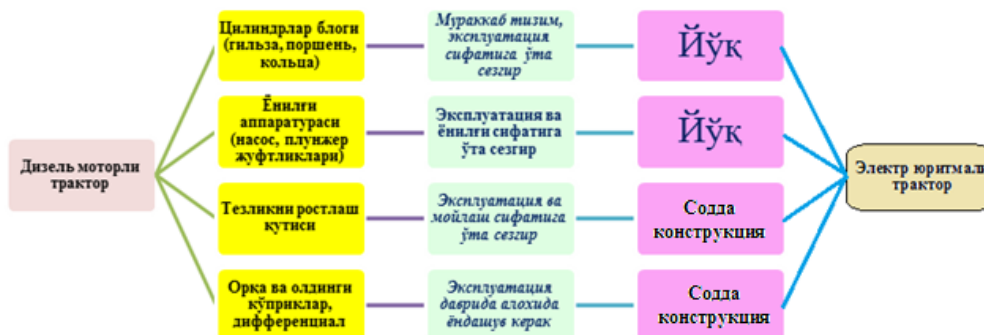 Дизель моторли
трактор
Цилиндрлар блоги
(гильза, поршень,
кольца)
Мураккаб тизим,
эксплуатация
сифатига ўта
сезгир
Йўқ
Ёнилғи
аппаратураси
(насос, плунжер
жуфтликлари)
Эксплуатация ва
ёнилғи сифатига
ўта сезгир
Йўқ
Тезликни ростлаш
қутиси
Эксплуатация ва
мойлаш сифатига
ўта сезгир
Содда
конструкция
Орқа ва олдинги
кўприклар,
дифференциал
Эксплуатация
даврида алохида
ёндашув керак
Содда
конструкция
Электр юритмали
трактор